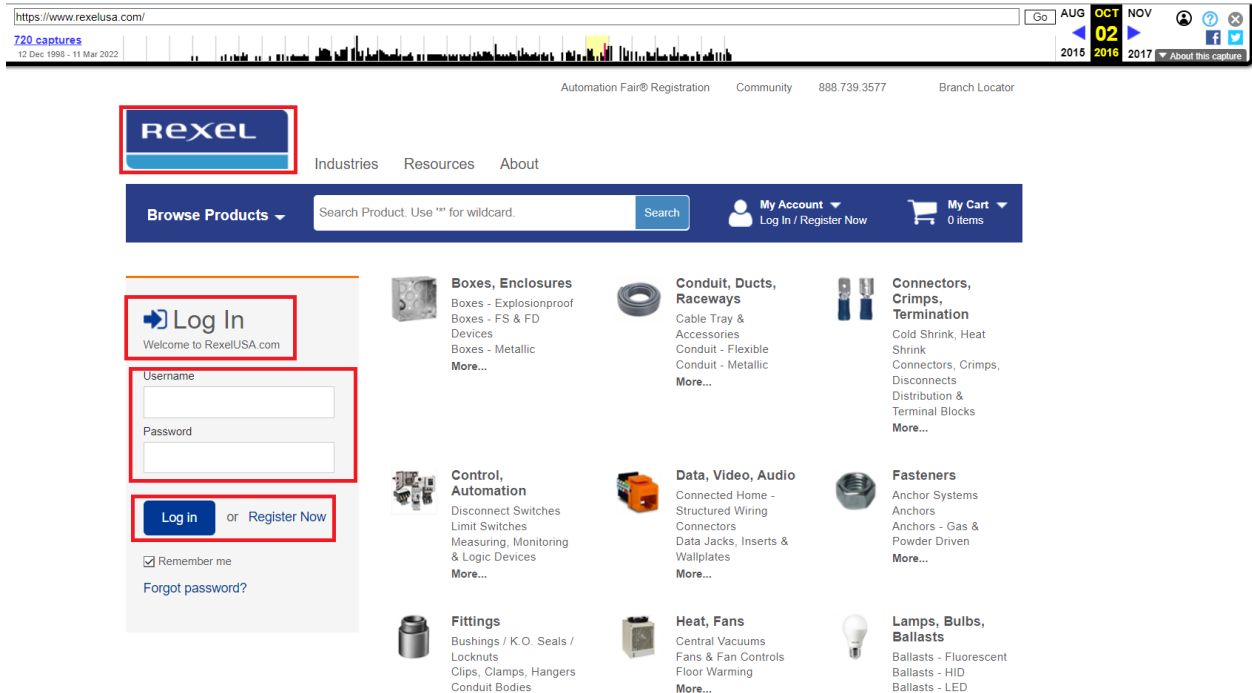 https://www.rexelusa.com/
Go
AUG OCT NOV
720 captures
02
12 Dec 1998 - 11 Mar 2022
2015 2016 2017
About this capture
Automation Fair® Registration Community 888.739.3577 Branch Locator
Rexel
Industries Resources About
Browse Products
Search Product. Use '*' for wildcard.
Search
My Account
Log In / Register Now
My Cart
0 items
Log In
Welcome to RexelUSA.com
Username
Password
Log in or Register Now
Remember me
Forgot password?
Boxes, Enclosures
Boxes - Explosionproof
Boxes - FS & FD
Devices
Boxes - Metallic
More...
Conduit, Ducts,
Raceways
Cable Tray &
Accessories
Conduit - Flexible
Conduit - Metallic
More...
Connectors,
Crimps,
Termination
Cold Shrink, Heat
Shrink
Connectors, Crimps,
Disconnects
Distribution &
Terminal Blocks
More...
Control,
Automation
Disconnect Switches
Limit Switches
Measuring, Monitoring
& Logic Devices
More...
Data, Video, Audio
Connected Home -
Structured Wiring
Connectors
Data Jacks, Inserts &
Wallplates
More...
Fasteners
Anchor Systems
Anchors
Anchors - Gas &
Powder Driven
More...
Fittings
Bushings / K.O. Seals /
Locknuts
Clips, Clamps, Hangers
Conduit Bodies
Heat, Fans
Central Vacuums
Fans & Fan Controls
Floor Warming
More...
Lamps, Bulbs,
Ballasts
Ballasts - Fluorescent
Ballasts - HID
Ballasts - LED